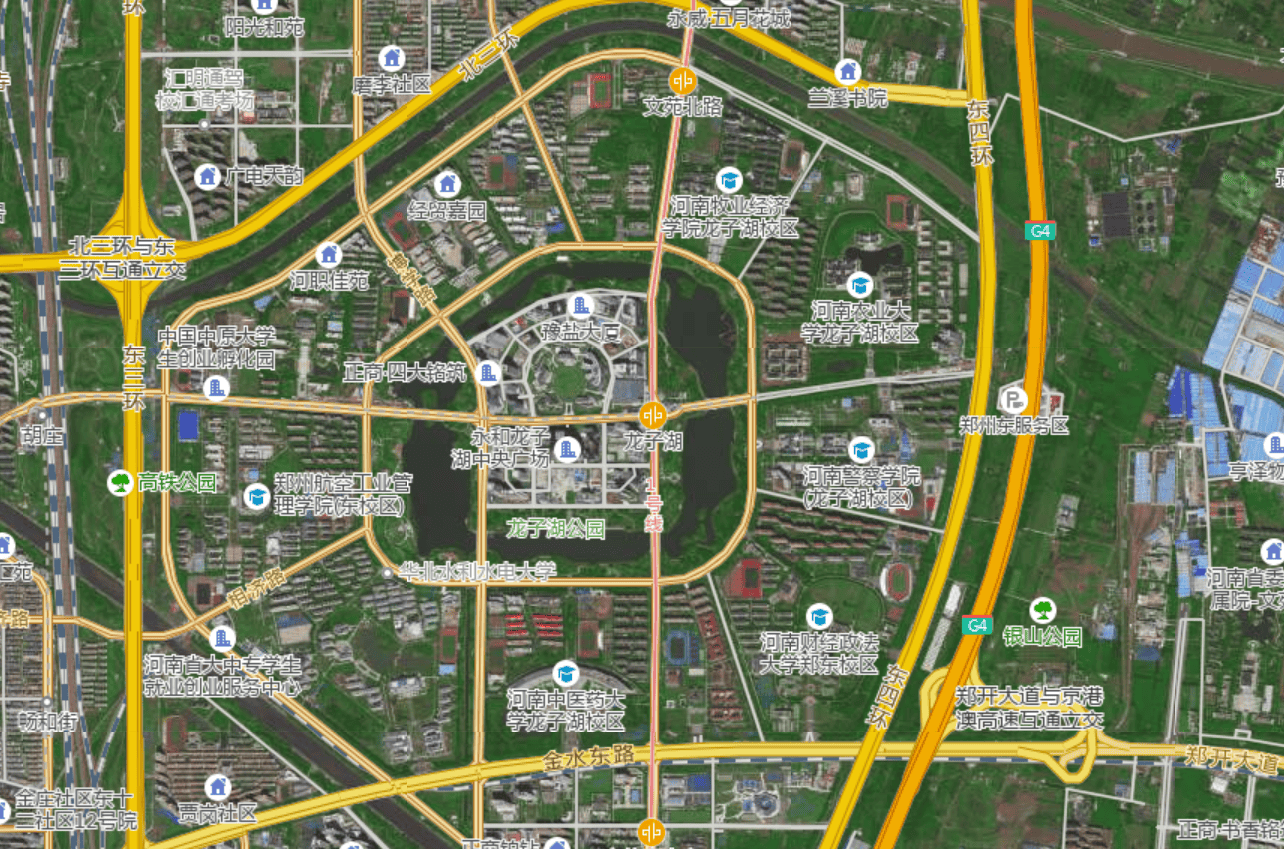 环
阳光和苑
永威·五月花城
北三环
磨李社区
汇明通驾
校汇通考场
兰溪书院
文苑北路
东四环
广电天韵
经贸嘉园
河南牧业经济
学院龙子湖校区
G4
北三环与东
三环互通立交
河职佳苑
河南农业大
学龙子湖校区
豫盐大厦
中国中原大学
生创业孵化园
东三环
正商·四大铭筑
郑州东服务区
胡庄
永和龙子
湖中央广场
龙子湖
河南警察学院
(龙子湖校区)
亨泽物
高铁公园
郑州航空工业管
理学院(东校区)
1号线
龙子湖公园
华北水利水电大学
相济路
河南省委
属院-文
G4
银山公园
河南财经政法
大学郑东校区
河南省大中专学生
就业创业服务中心
河南中医药大
学龙子湖校区
东四环
郑开大道与京港
澳高速互通立交
畅和街
金水东路
郑开大道
贾岗社区
金庄社区东十
三社区12号院
正商·书香铭